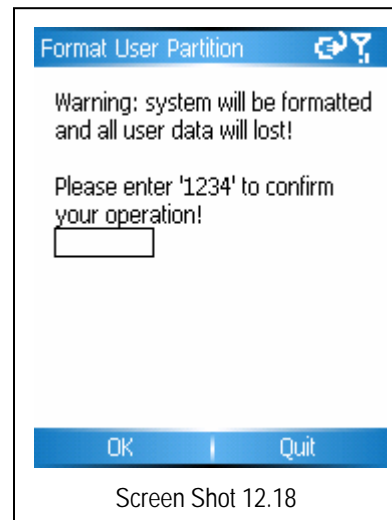 Format User Partition
Warning: system will be formatted
and all user data will lost!
Please enter '1234' to confirm
your operation!
OK Quit
Screen Shot 12.18